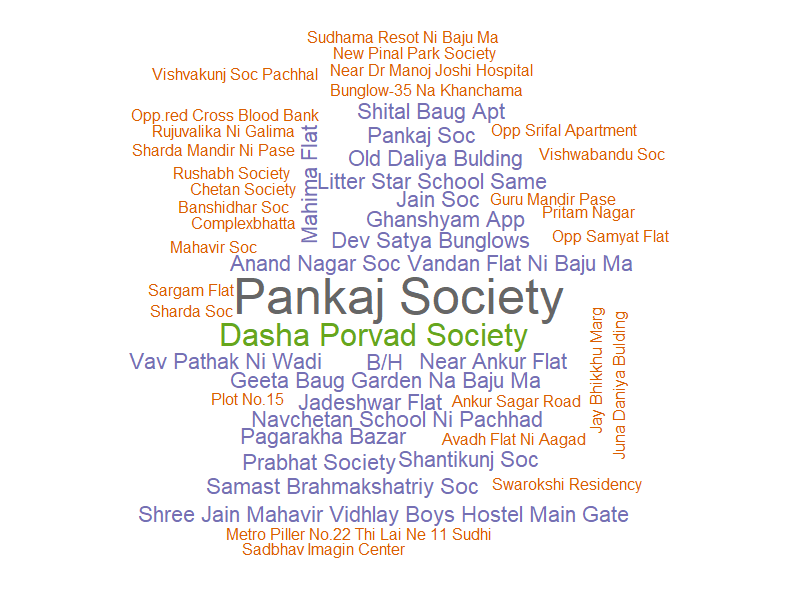 Sudhama Resot Ni Baju Ma
New Pinal Park Society
Vishvakunj Soc Pachhal
Near Dr Manoj Joshi Hospital
Bunglow-35 Na Khanchama
Opp.red Cross Blood Bank
Shital Baug Apt
Rujuvalika Ni Galima
Mahima Flat
Pankaj Soc
Opp Srifal Apartment
Sharda Mandir Ni Pase
Old Daliya Bulding
Vishwabandu Soc
Rushabh Society
Litter Star School Same
Chetan Society
Jain Soc
Guru Mandir Pase
Banshidhar Soc
Ghanshyam App
Pritam Nagar
Complexbhatta
Dev Satya Bunglows
Opp Samyat Flat
Mahavir Soc
Anand Nagar Soc Vandan Flat Ni Baju Ma
Sargam Flat
Pankaj Society
Sharda Soc
Dasha Porvad Society
Jay Bhikkhu Marg
Juna Daniya Bulding
Vav Pathak Ni Wadi
B/H
Near Ankur Flat
Geeta Baug Garden Na Baju Ma
Plot No.15
Jadeshwar Flat
Ankur Sagar Road
Navchetan School Ni Pachhad
Pagarakha Bazar
Avadh Flat Ni Aagad
Prabhat Society
Shantikunj Soc
Samast Brahmakshatriy Soc
Swarokshi Residency
Shree Jain Mahavir Vidhlay Boys Hostel Main Gate
Metro Piller No.22 Thi Lai Ne 11 Sudhi
Sadbhav Imagin Center